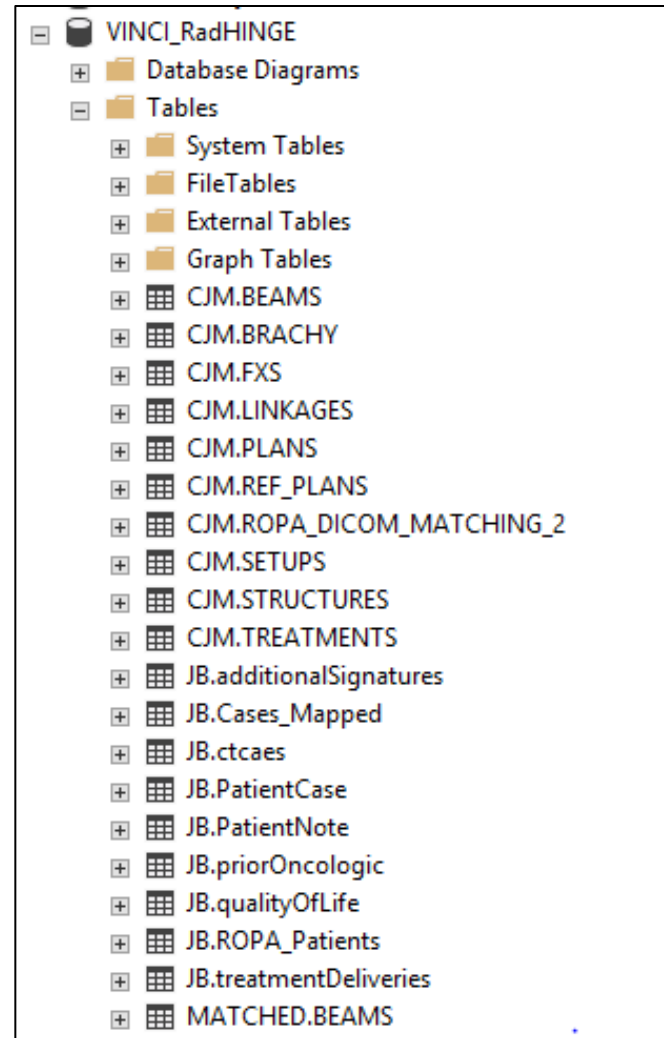 VINCI_RadHINGE
Database Diagrams
Tables
System Tables
FileTables
External Tables
Graph Tables
CJM.BEAMS
CJM.BRACHY
CJM.FXS
CJM.LINKAGES
CJM.PLANS
CJM.REF_PLANS
CJM.ROPA_DICOM_MATCHING_2
CJM.SETUPS
CJM.STRUCTURES
CJM.TREATMENTS
JB.additionalSignatures
JB.Cases_Mapped
JB.ctcaes
JB.PatientCase
JB.PatientNote
JB.priorOncologic
JB.qualityOfLife
JB.ROPA_Patients
JB.treatmentDeliveries
MATCHED.BEAMS